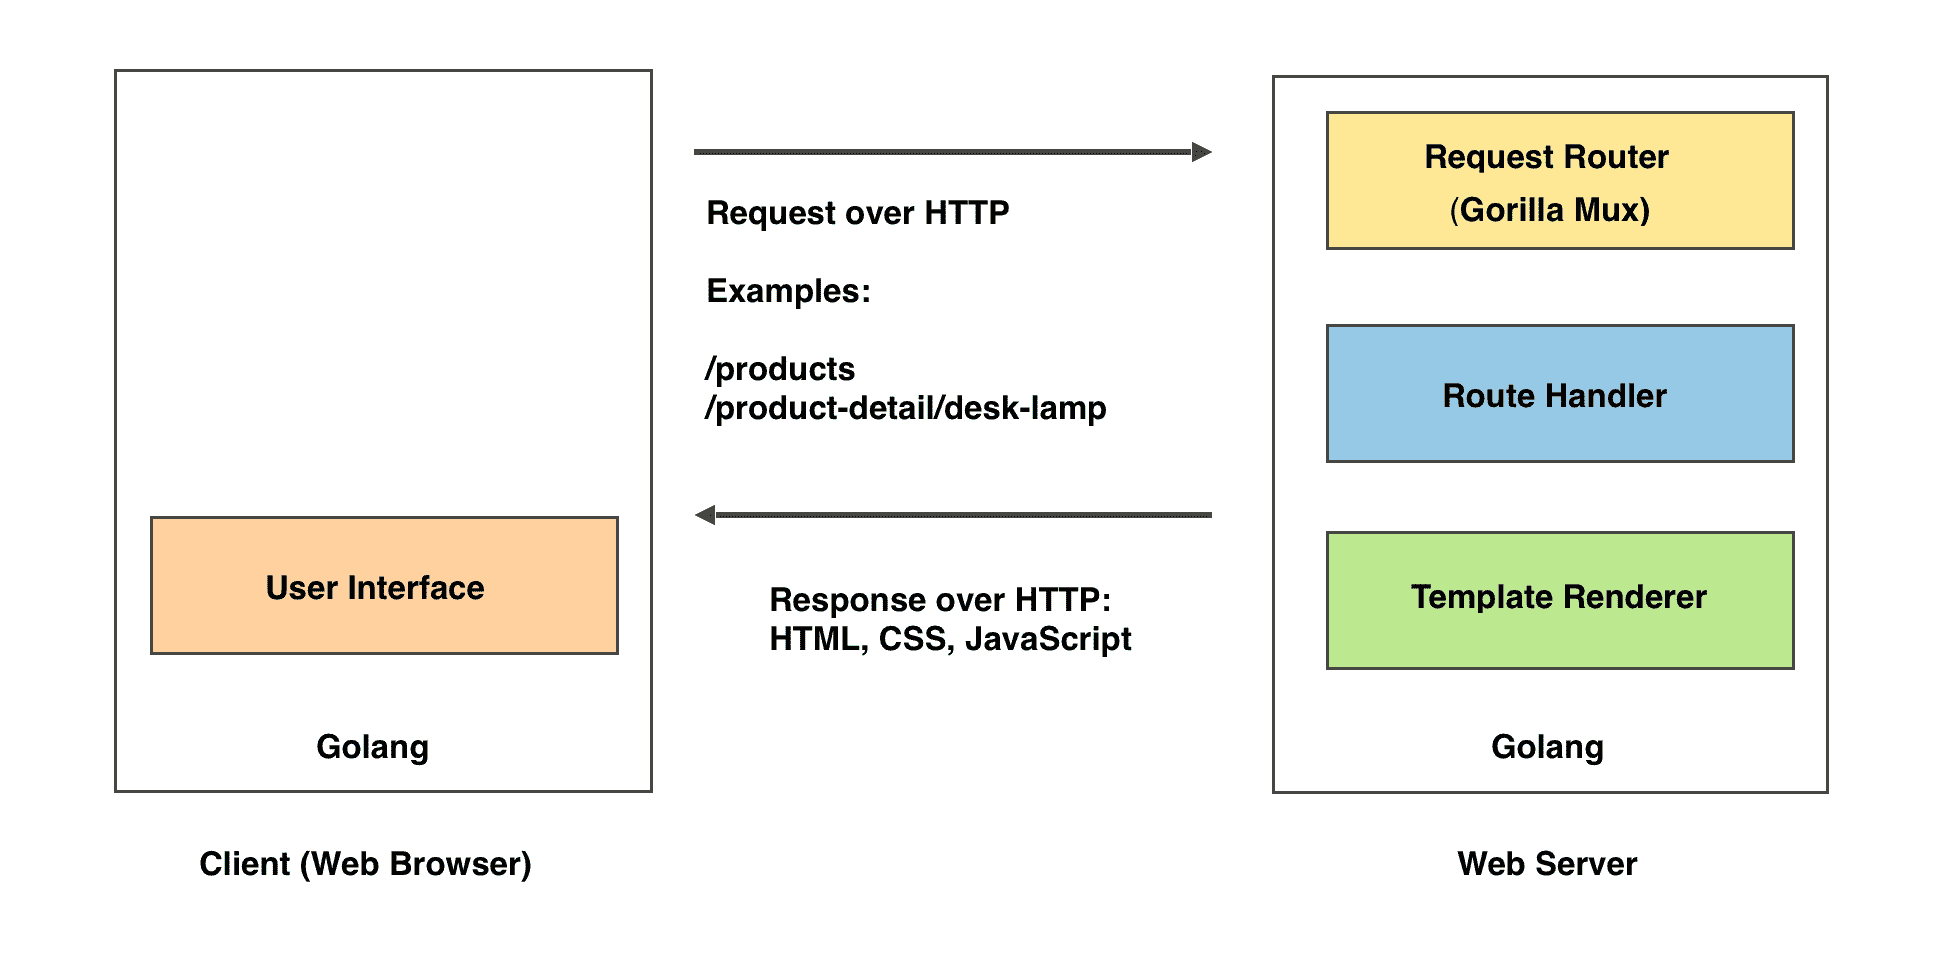 Request over HTTP
Examples:
/products
/product-detail/desk-lamp
Response over HTTP:
HTML, CSS, JavaScript
User Interface
Golang
Client (Web Browser)
Request Router
(Gorilla Mux)
Route Handler
Template Renderer
Golang
Web Server